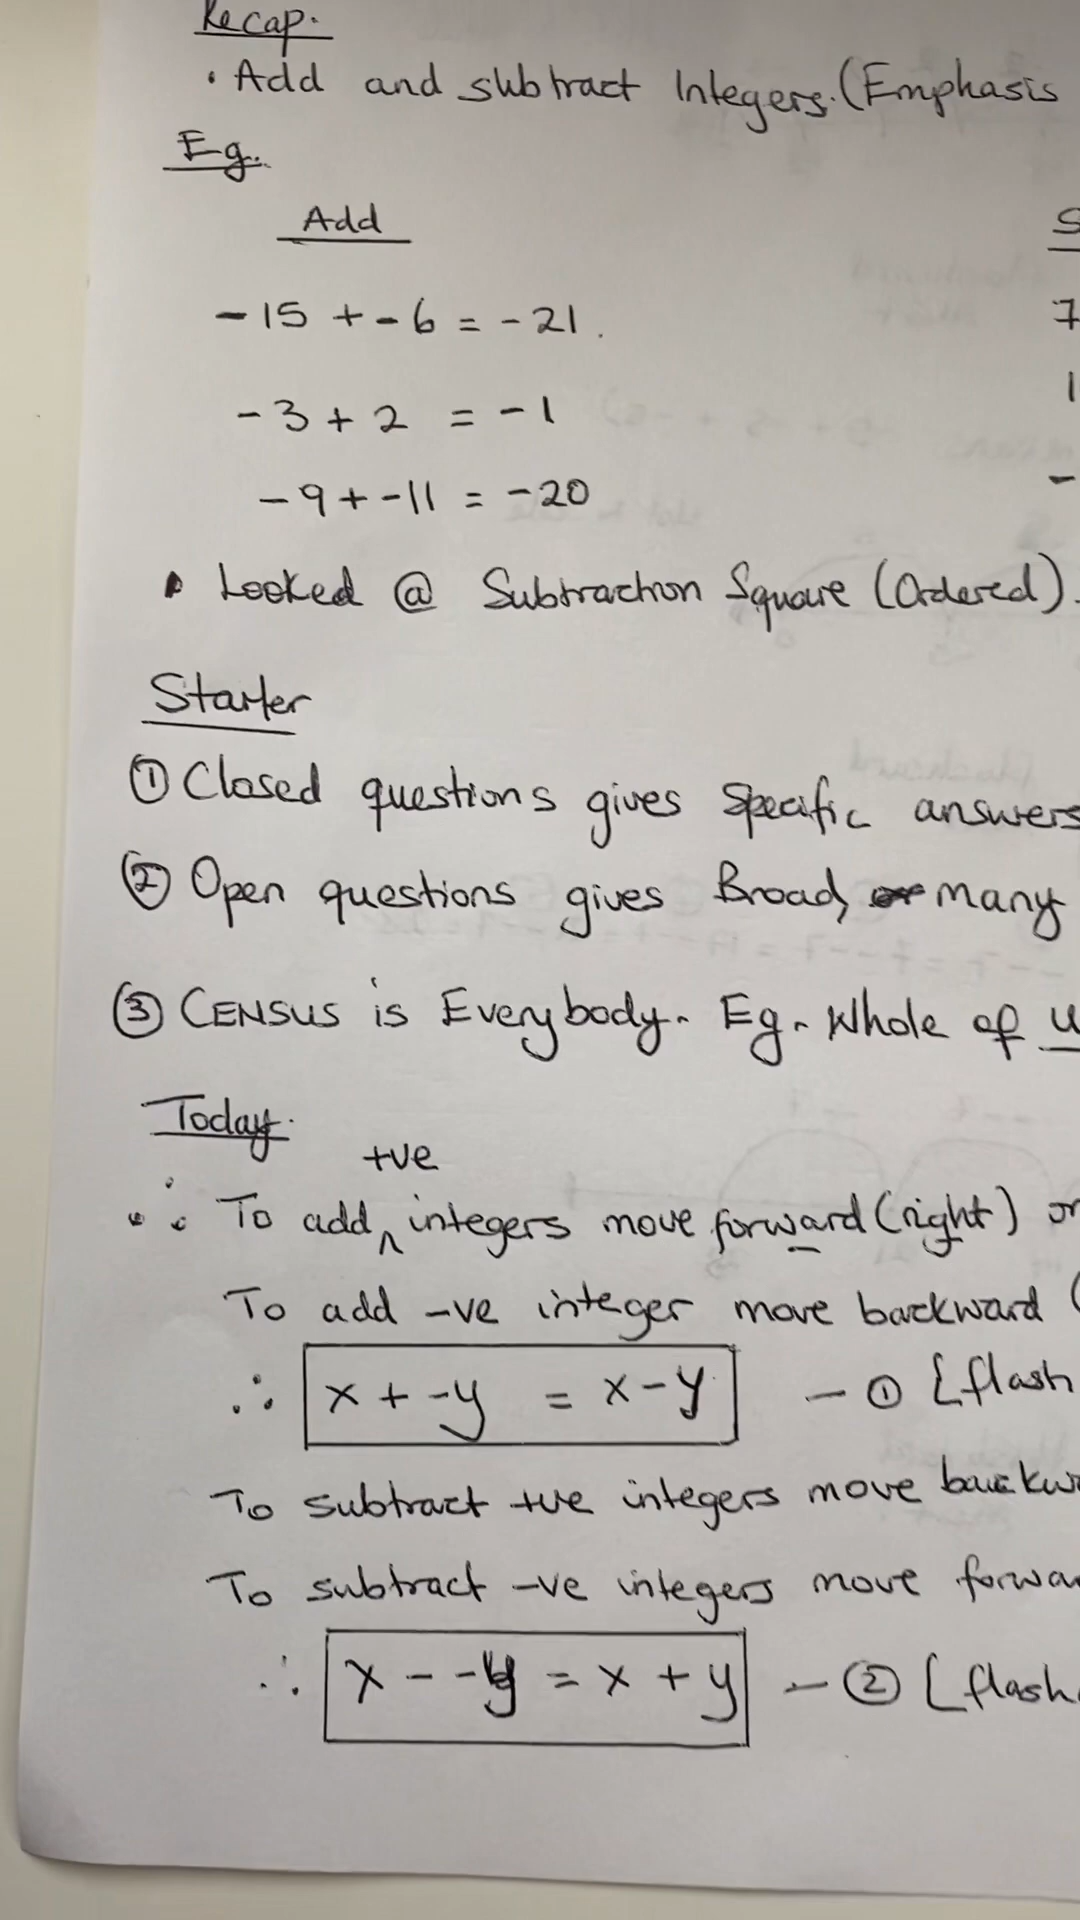 Recap.
• Add and subtract Integers. (Emphasis
Eg.
Add
-15 + -6 = -21.
7
-3 + 2 = -1
-9 + -11 = -20
• Looked @ Subtraction Square (Ordered).
Starter
① Closed questions gives specific answers
② Open questions gives Broad, many
③ CENSUS is Everybody. Eg. Whole of
Today.
+ve
∴ To add ^ integers move forward (right) or
To add -ve integer move backward (
∴ x + -y = x - y - ① [flash
To subtract +ve integers move backw
To subtract -ve integers move forwa
∴ x - -y = x + y - ② [flash